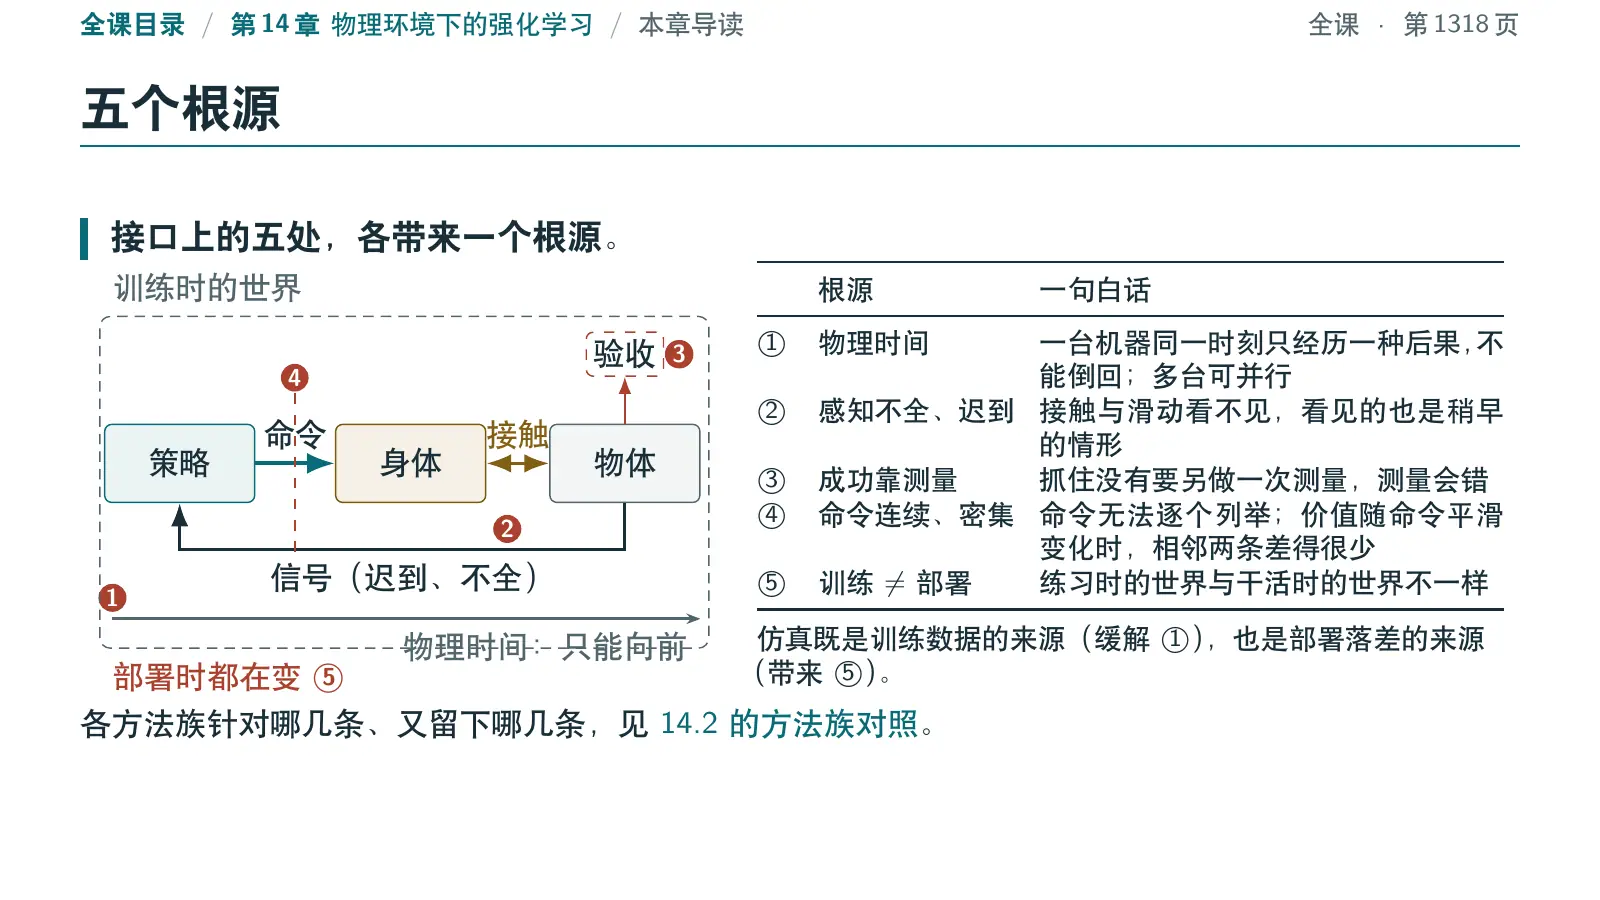 全课目录 / 第 14 章 物理环境下的强化学习 / 本章导读
全课 · 第 1318 页
五个根源
接口上的五处，各带来一个根源。
训练时的世界
验收 ❸
❹
命令
接触
策略
身体
物体
❷
信号（迟到、不全）
❶
物理时间：只能向前
部署时都在变 ⑤
根源 一句白话
① 物理时间 一台机器同一时刻只经历一种后果，不
能倒回；多台可并行
② 感知不全、迟到 接触与滑动看不见，看见的也是稍早
的情形
③ 成功靠测量 抓住没有要另做一次测量，测量会错
④ 命令连续、密集 命令无法逐个列举；价值随命令平滑
变化时，相邻两条差得很少
⑤ 训练 ≠ 部署 练习时的世界与干活时的世界不一样
仿真既是训练数据的来源（缓解 ①），也是部署落差的来源
（带来 ⑤）。
各方法族针对哪几条、又留下哪几条，见 14.2 的方法族对照。